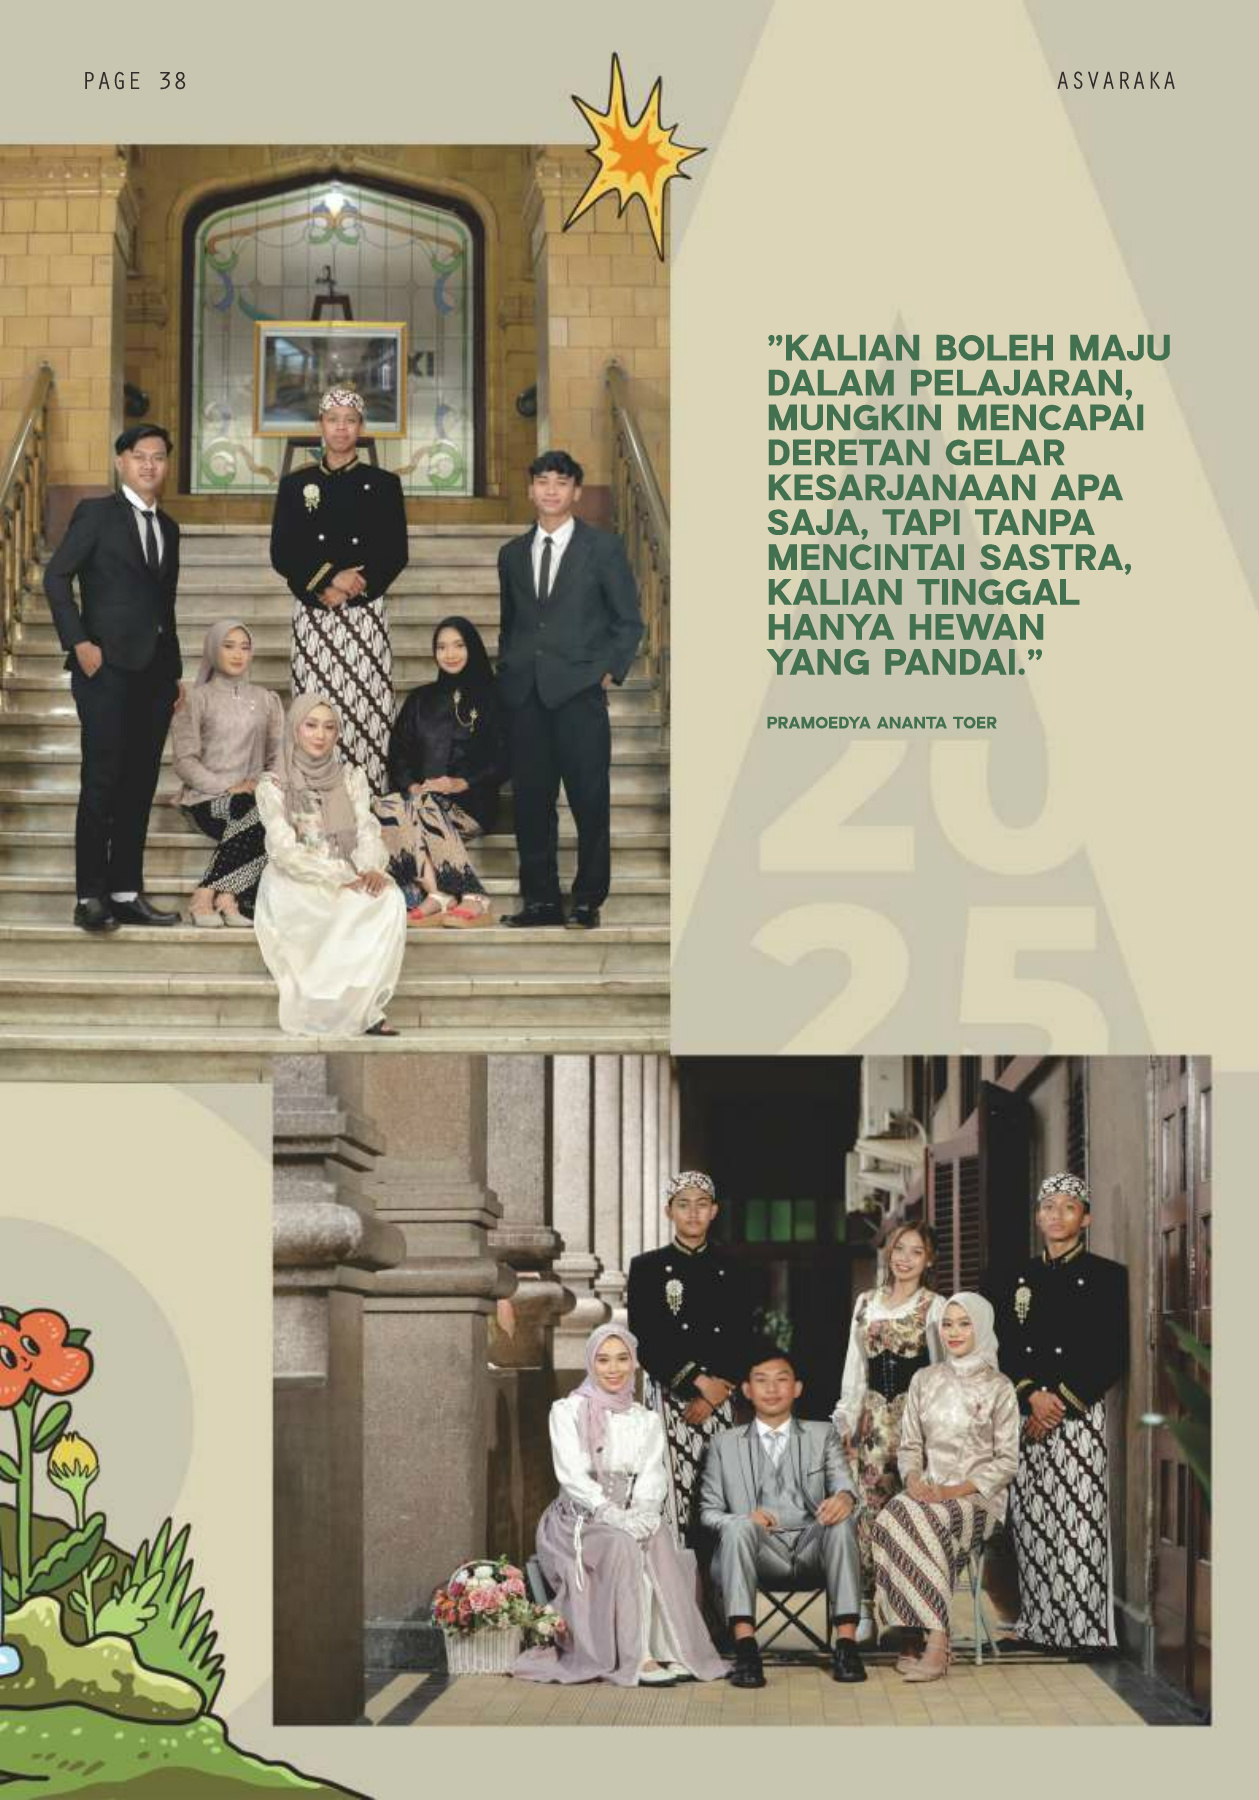 PAGE 38
ASVARAKA
”KALIAN BOLEH MAJU
DALAM PELAJARAN,
MUNGKIN MENCAPAI
DERETAN GELAR
KESARJANAAN APA
SAJA, TAPI TANPA
MENCINTAI SASTRA,
KALIAN TINGGAL
HANYA HEWAN
YANG PANDAI.”
PRAMOEDYA ANANTA TOER
20
25